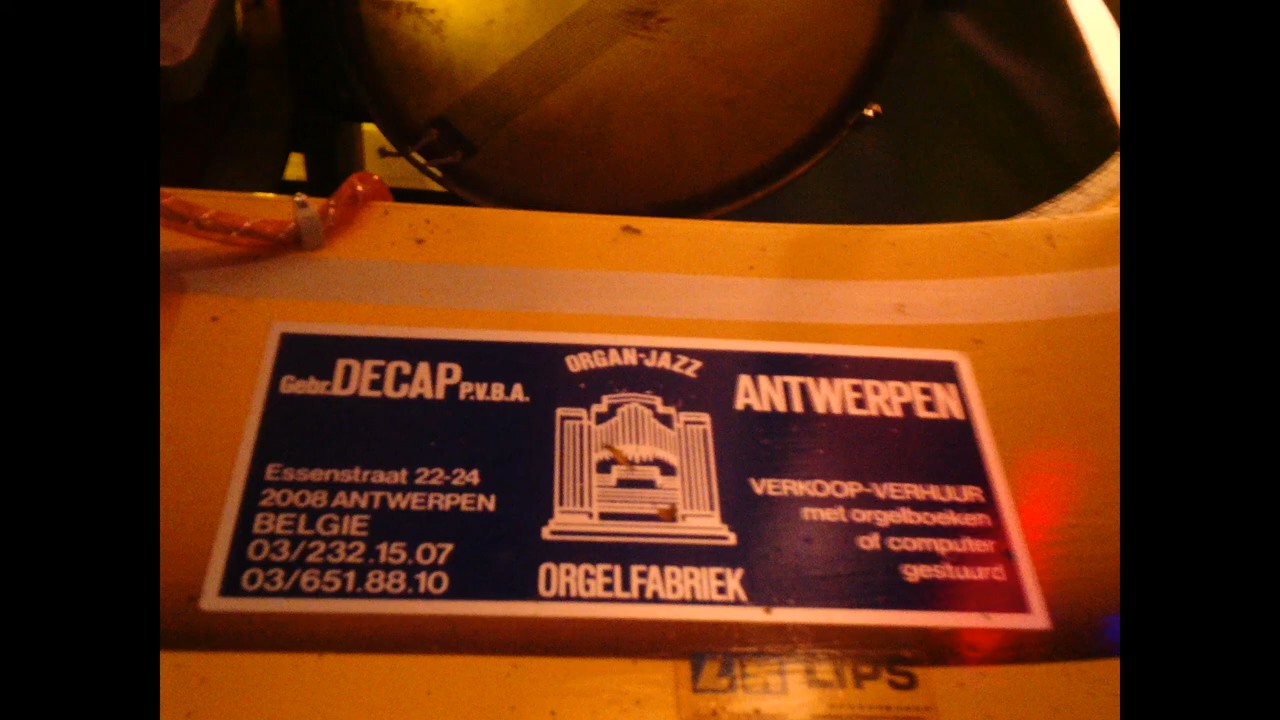 Gebr. DECAP P.V.B.A.
Essenstraat 22-24
2008 ANTWERPEN
BELGIE
03/232.15.07
03/651.88.10
ORGAN-JAZZ
ORGELFABRIEK
ANTWERPEN
VERKOOP-VERHUUR
met orgelboeken
of computer
gestuurd
LIPS